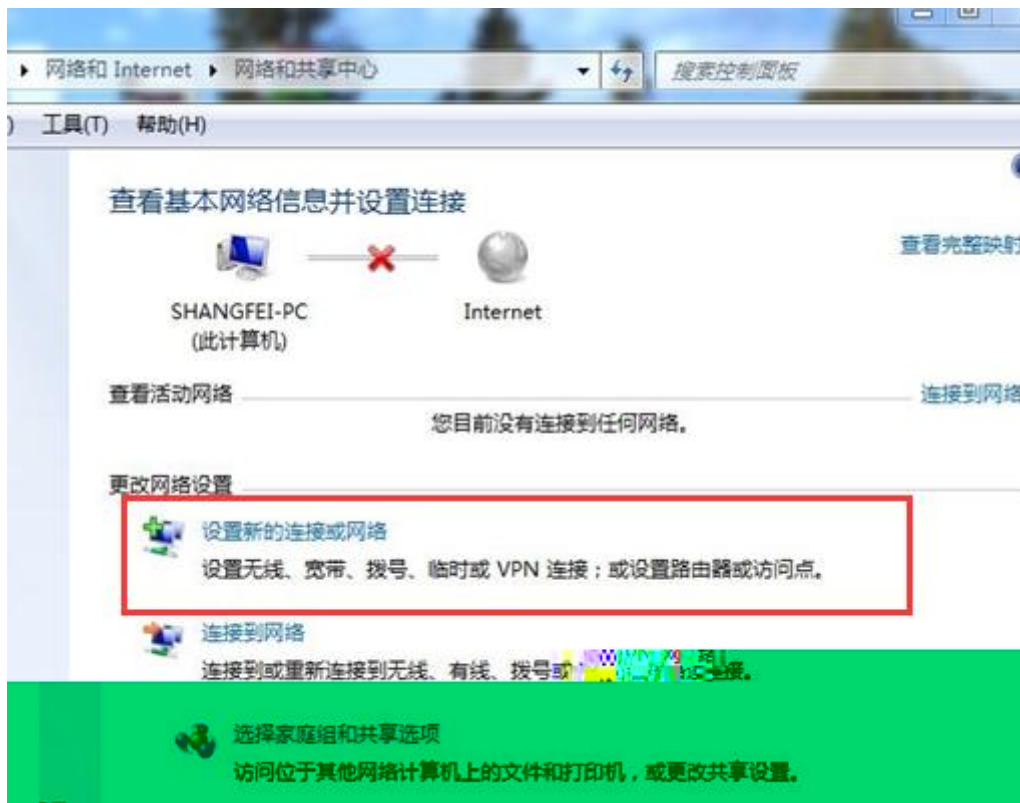 网络和 Internet 网络和共享中心 搜索控制面板
) 工具(T) 帮助(H)
查看基本网络信息并设置连接
查看完整映射
SHANGFEI-PC Internet
(此计算机)
查看活动网络 连接到网络
您目前没有连接到任何网络。
更改网络设置
设置新的连接或网络
设置无线、宽带、拨号、临时或 VPN 连接；或设置路由器或访问点。
连接到网络
连接到或重新连接到无线、有线、拨号或 连接。
选择家庭组和共享选项
访问位于其他网络计算机上的文件和打印机，或更改共享设置。